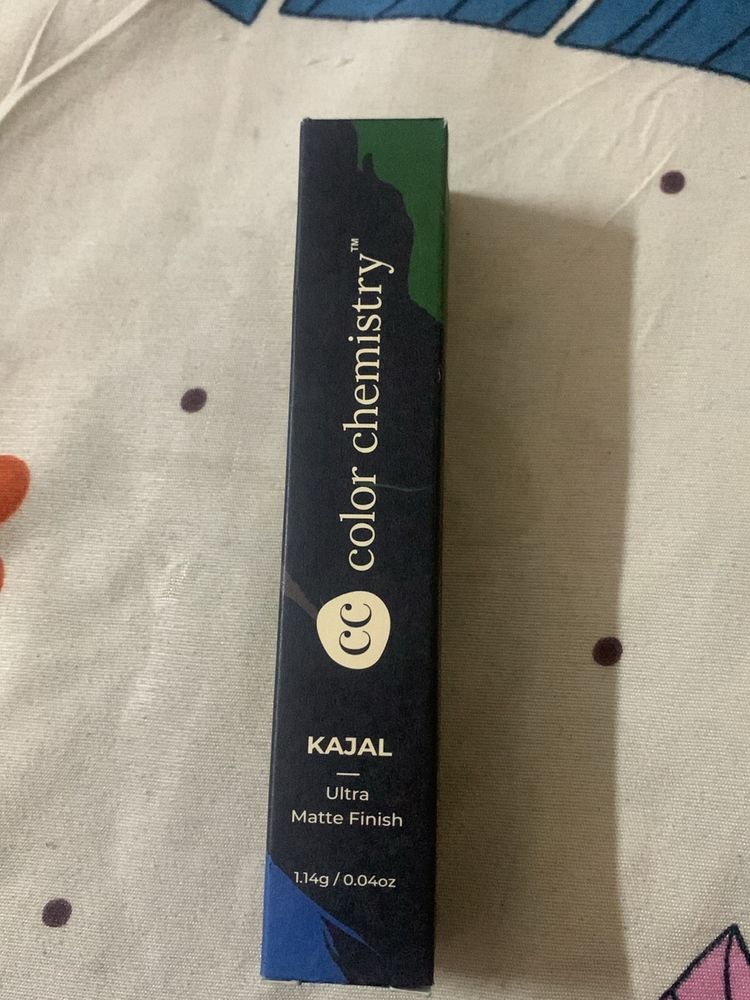 cc color chemistry™
KAJAL
Ultra
Matte Finish
1.14g / 0.04oz